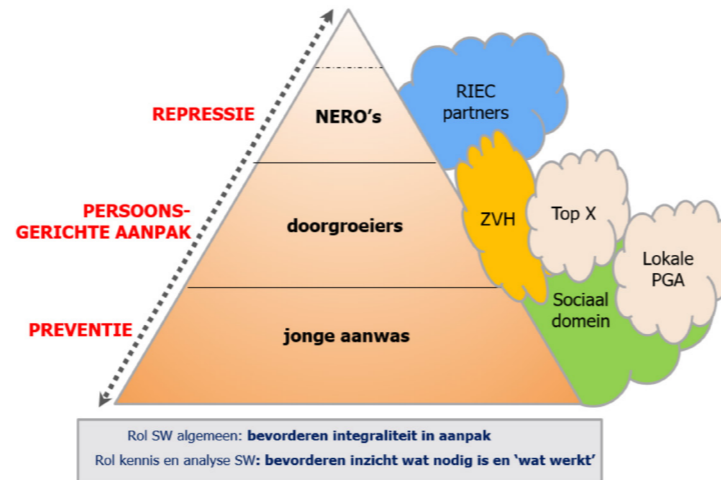 REPRESSIE
NERO's
RIEC
partners
PERSOONS-
GERICHTE AANPAK
doorgroeiers
ZVH
Top X
Lokale
PGA
Sociaal
domein
PREVENTIE
jonge aanwas
Rol SW algemeen: bevorderen integraliteit in aanpak
Rol kennis en analyse SW: bevorderen inzicht wat nodig is en 'wat werkt'